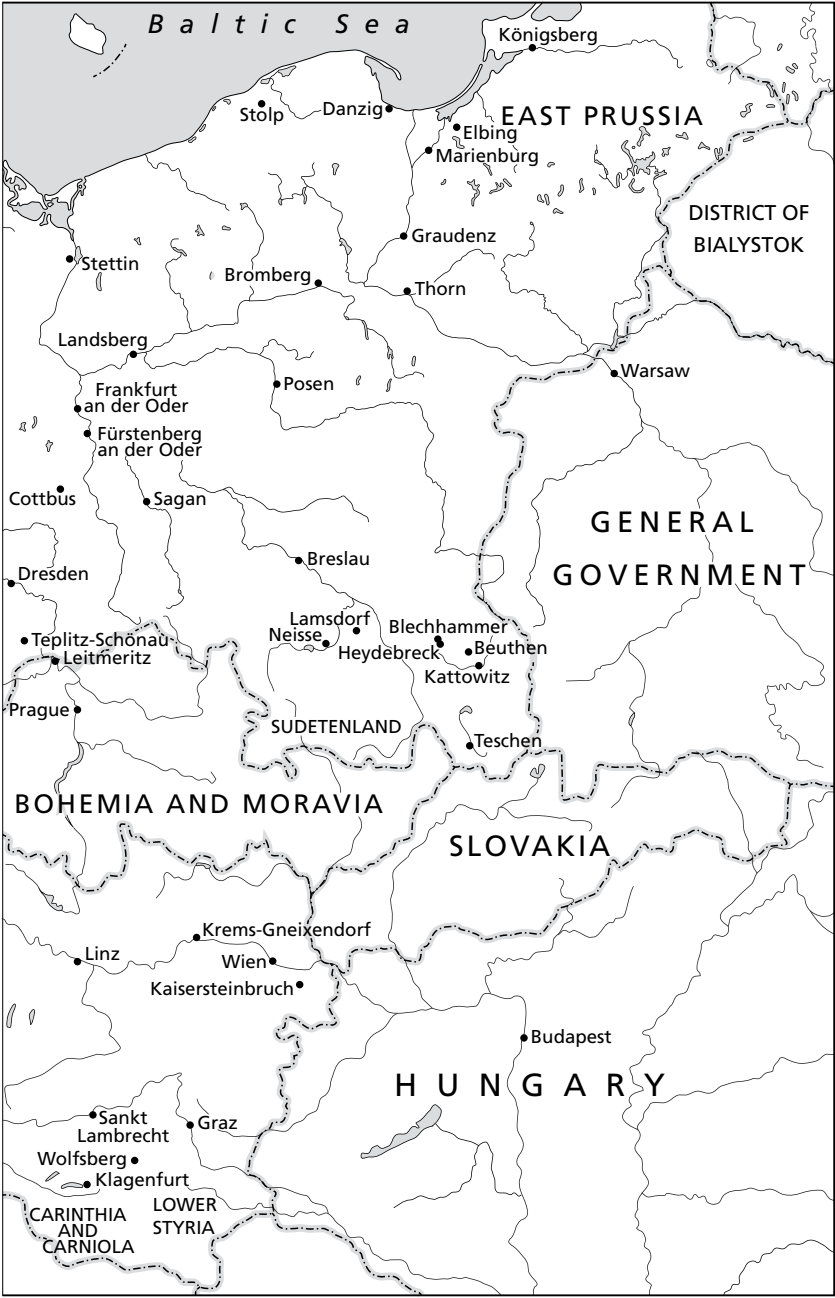 Baltic Sea
Königsberg
Stolp
Danzig
EAST PRUSSIA
Elbing
Marienburg
DISTRICT OF
BIALYSTOK
Graudenz
Stettin
Bromberg
Thorn
Landsberg
Warsaw
Frankfurt
an der Oder
Posen
Fürstenberg
an der Oder
Cottbus
Sagan
GENERAL
GOVERNMENT
Breslau
Dresden
Lamsdorf
Neisse
Blechhammer
Heydebreck
Beuthen
Kattowitz
Teplitz-Schönau
Leitmeritz
Prague
SUDETENLAND
Teschen
BOHEMIA AND MORAVIA
SLOVAKIA
Krems-Gneixendorf
Linz
Wien
Kaisersteinbruch
Budapest
HUNGARY
Sankt
Lambrecht
Graz
Wolfsberg
Klagenfurt
CARINTHIA
AND
CARNIOLA
LOWER
STYRIA